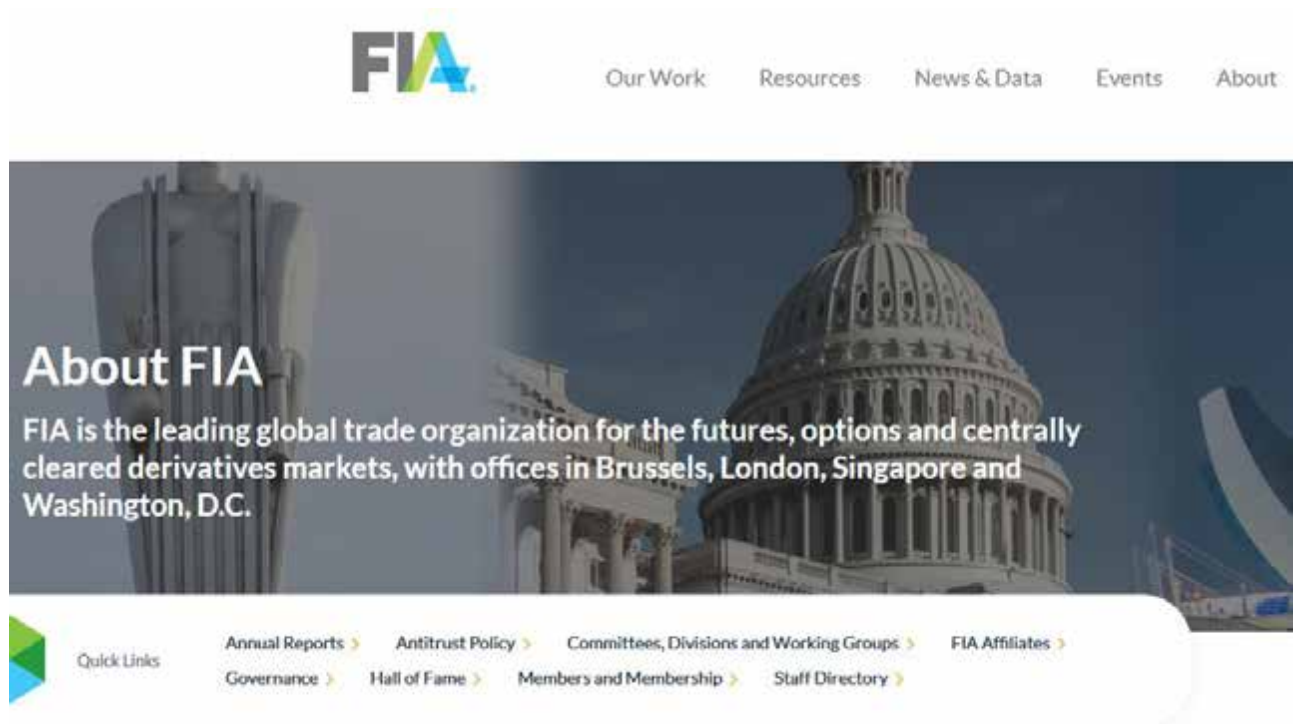 FIA
Our Work Resources News & Data Events About
About FIA
FIA is the leading global trade organization for the futures, options and centrally
cleared derivatives markets, with offices in Brussels, London, Singapore and
Washington, D.C.
Quick Links
Annual Reports > Antitrust Policy > Committees, Divisions and Working Groups > FIA Affiliates >
Governance > Hall of Fame > Members and Membership > Staff Directory >